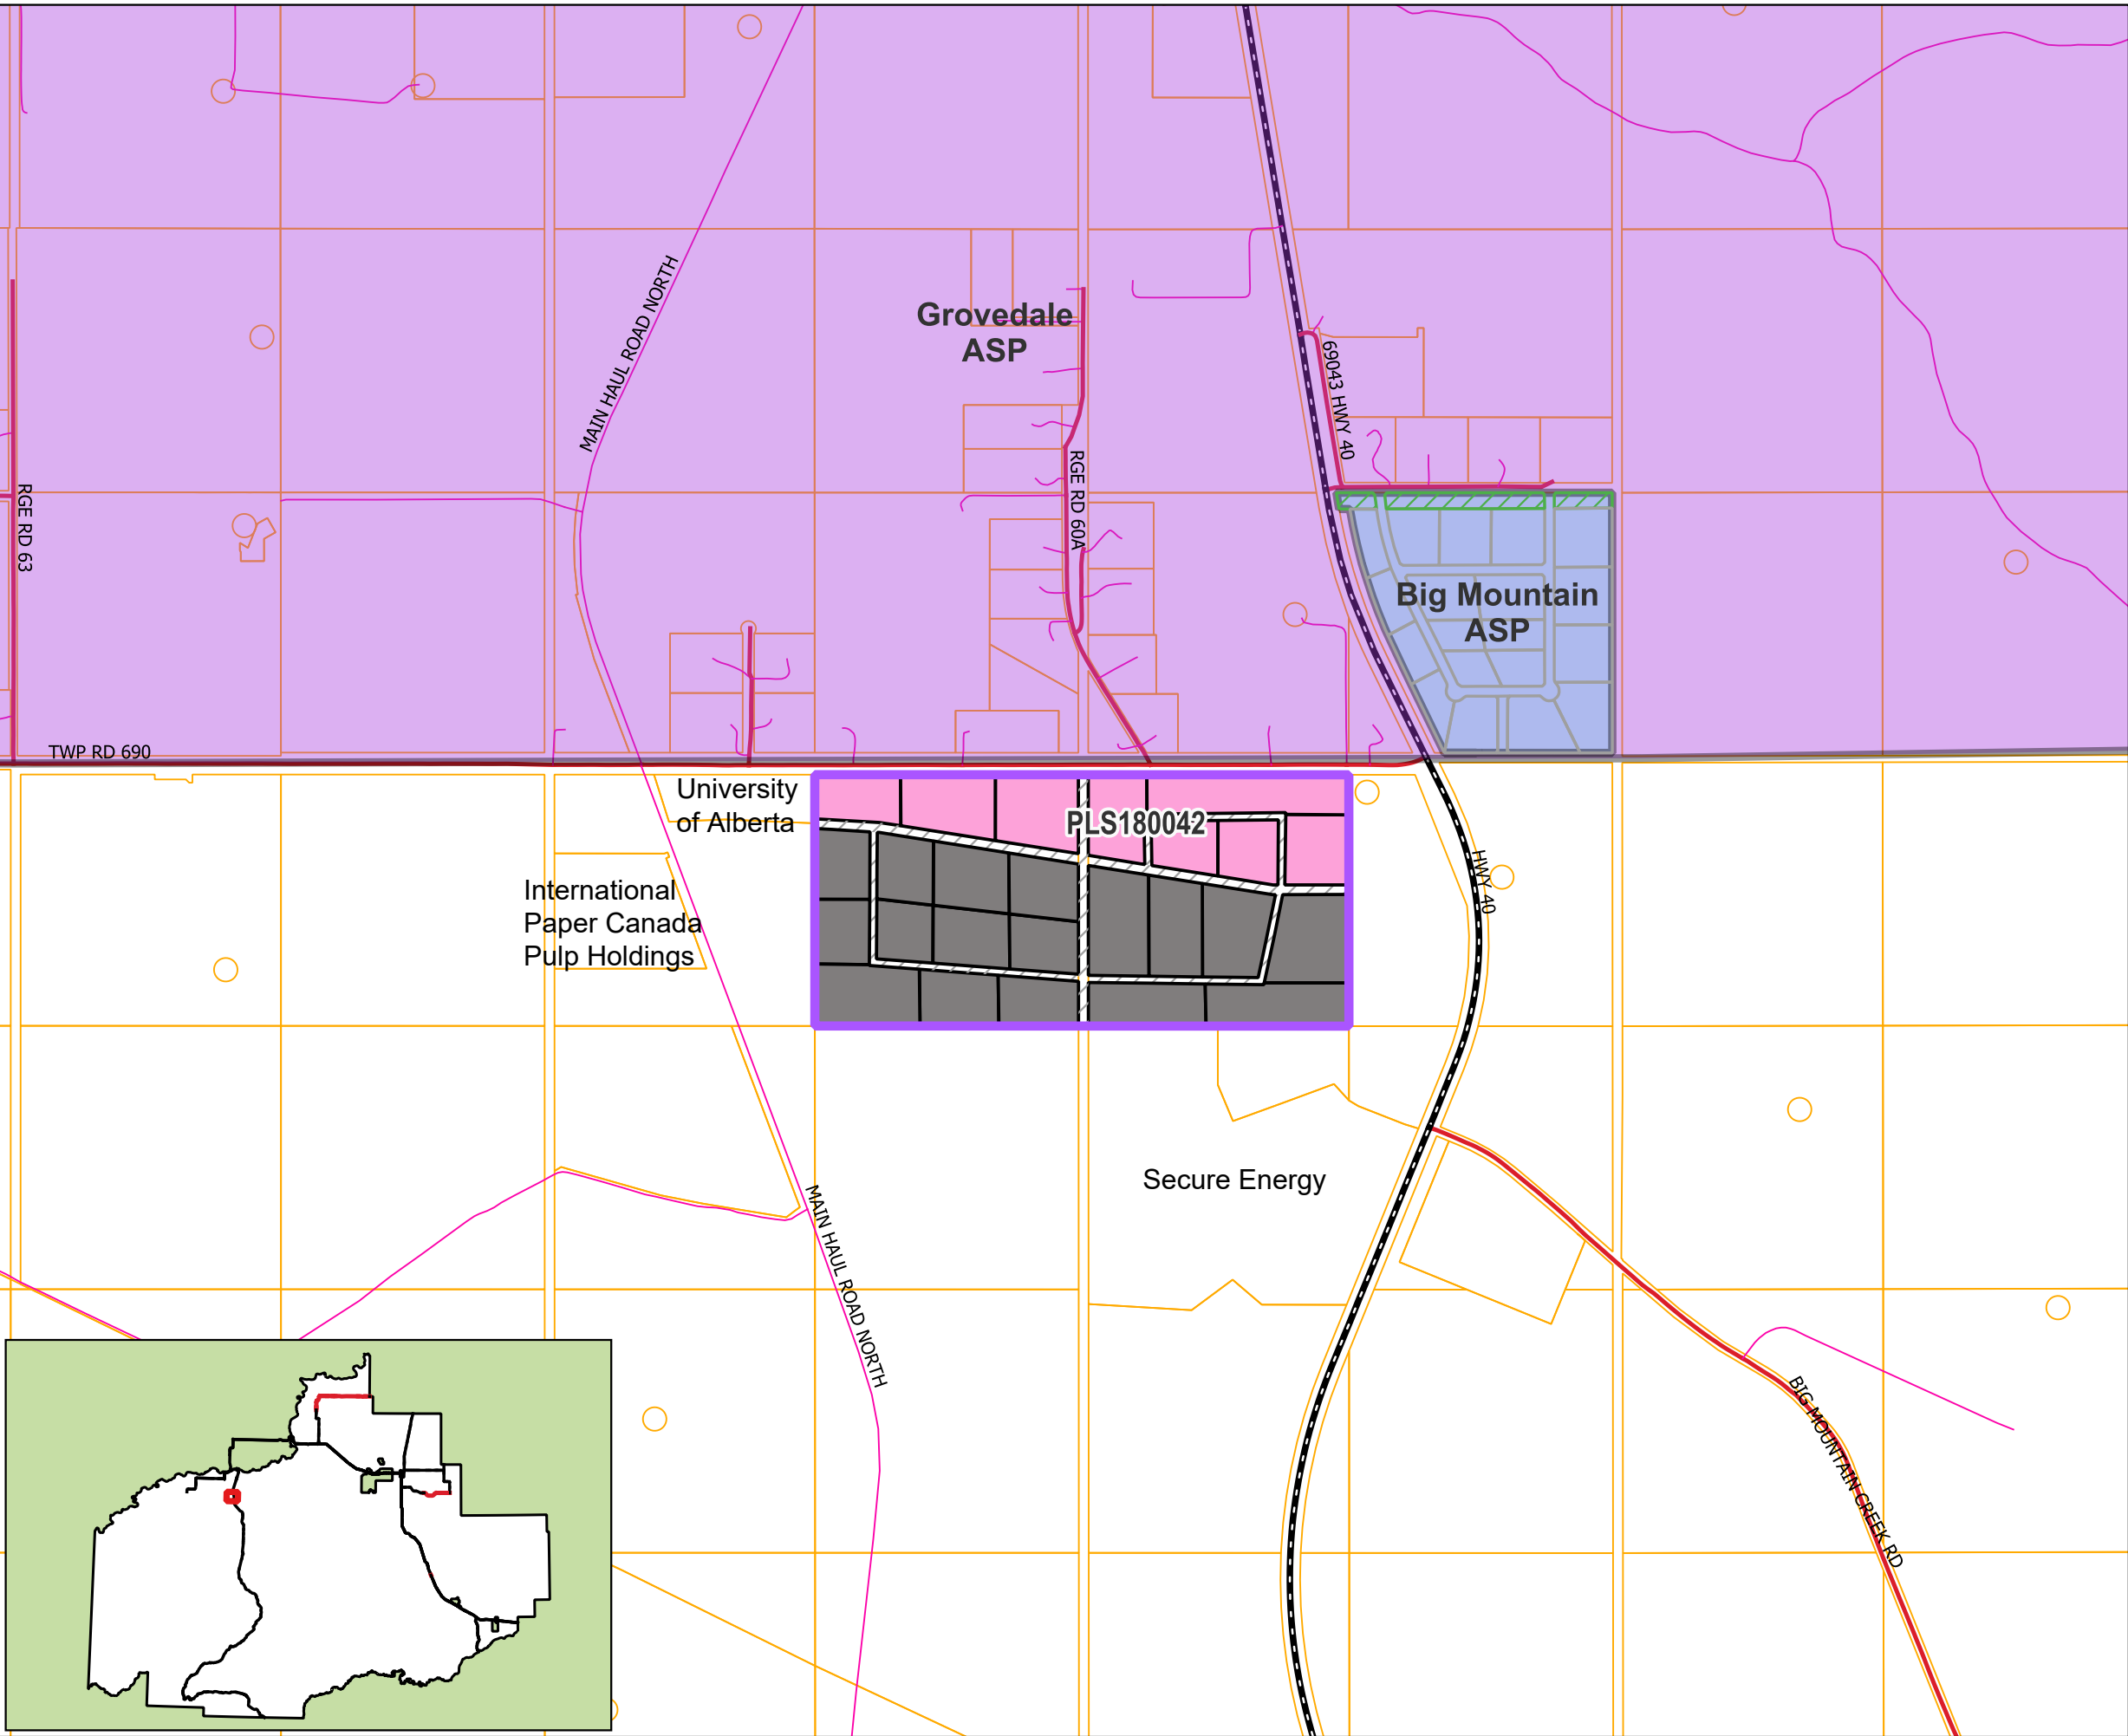 MAIN HAUL ROAD NORTH
Grovedale
ASP
69043 HWY 40
RGE RD 63
RGE RD 60A
Big Mountain
ASP
TWP RD 690
University
of Alberta
PLS180042
International
Paper Canada
Pulp Holdings
HWY 40
Secure Energy
MAIN HAUL ROAD NORTH
BIG MOUNTAIN CREEK RD